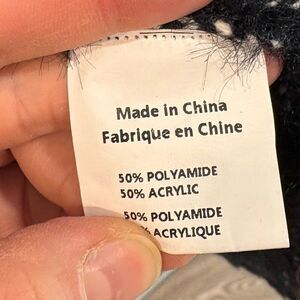 Made in China
Fabrique en Chine
50% POLYAMIDE
50% ACRYLIC
50% POLYAMIDE
% ACRYLIQUE